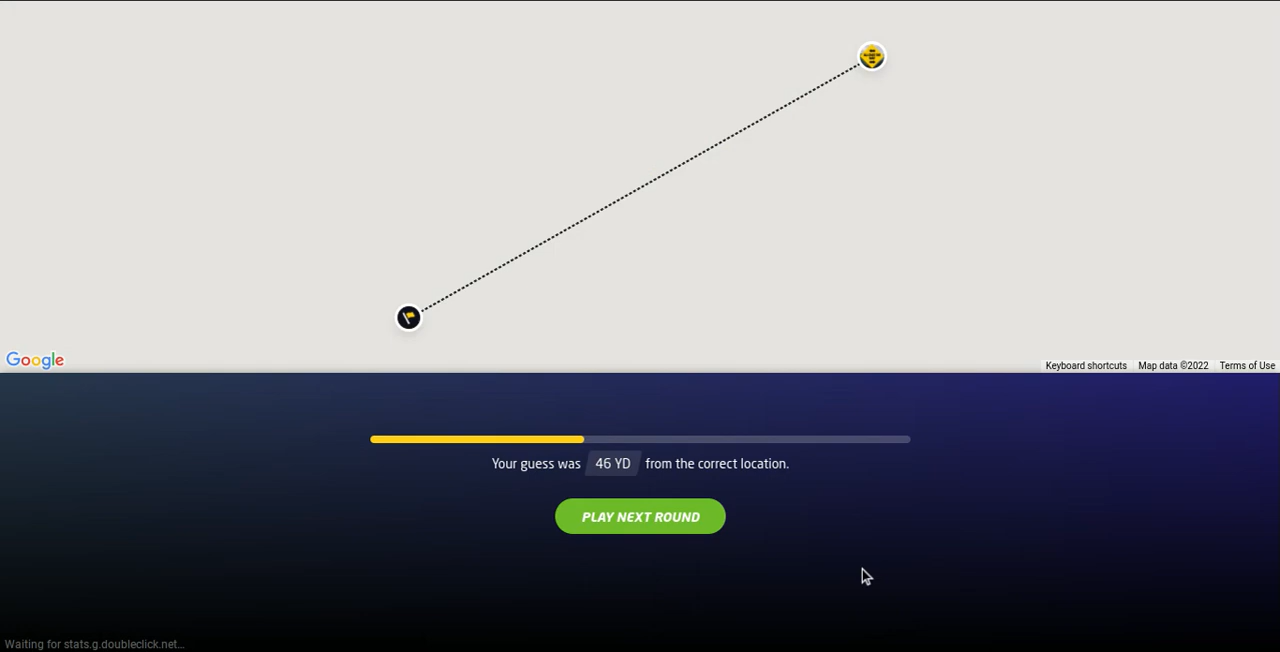 Google
Keyboard shortcuts Map data ©2022 Terms of Use
Your guess was 46 YD from the correct location.
PLAY NEXT ROUND
Waiting for stats.g.doubleclick.net...